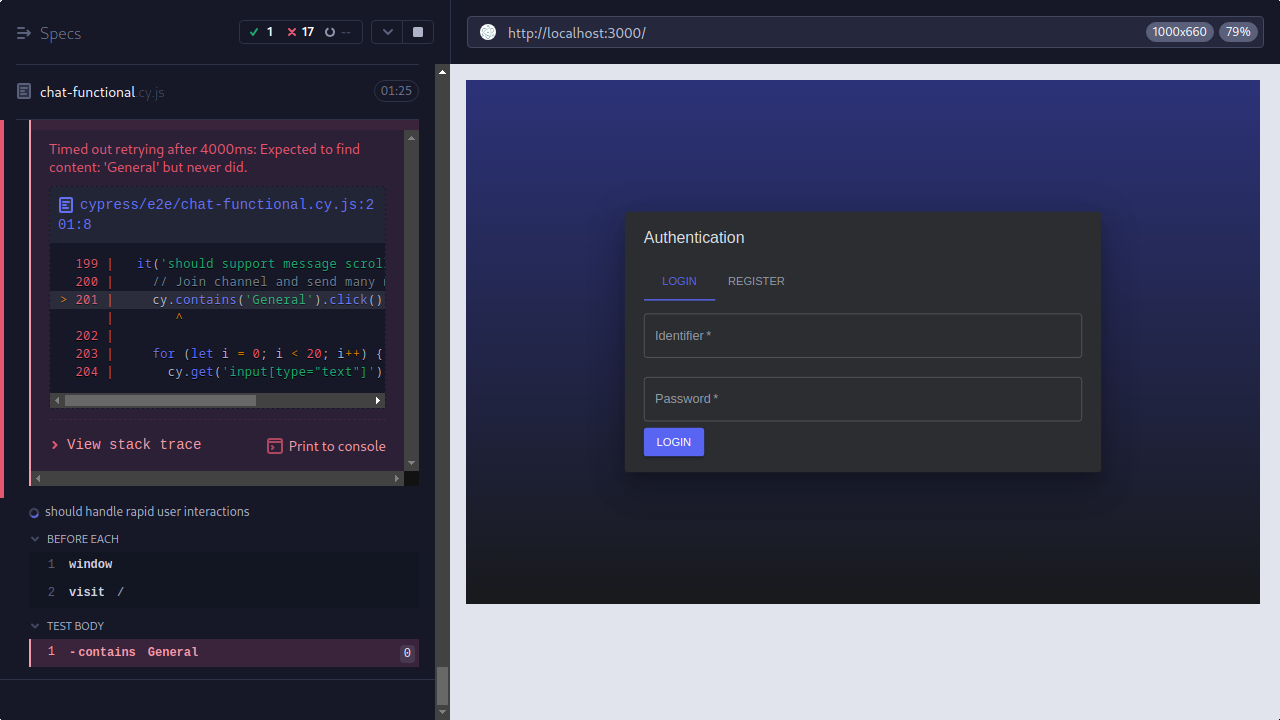 Specs
1 17 --
http://localhost:3000/
1000x660 79%
chat-functional.cy.js 01:25
Timed out retrying after 4000ms: Expected to find
content: 'General' but never did.
cypress/e2e/chat-functional.cy.js:2
01:8
199 | it('should support message scrol
200 | // Join channel and send many
> 201 | cy.contains('General').click()
| ^
202 |
203 | for (let i = 0; i < 20; i++) {
204 | cy.get('input[type="text"]')
View stack trace
Print to console
should handle rapid user interactions
BEFORE EACH
1 window
2 visit /
TEST BODY
1 -contains General 0
Authentication
LOGIN REGISTER
Identifier *
Password *
LOGIN